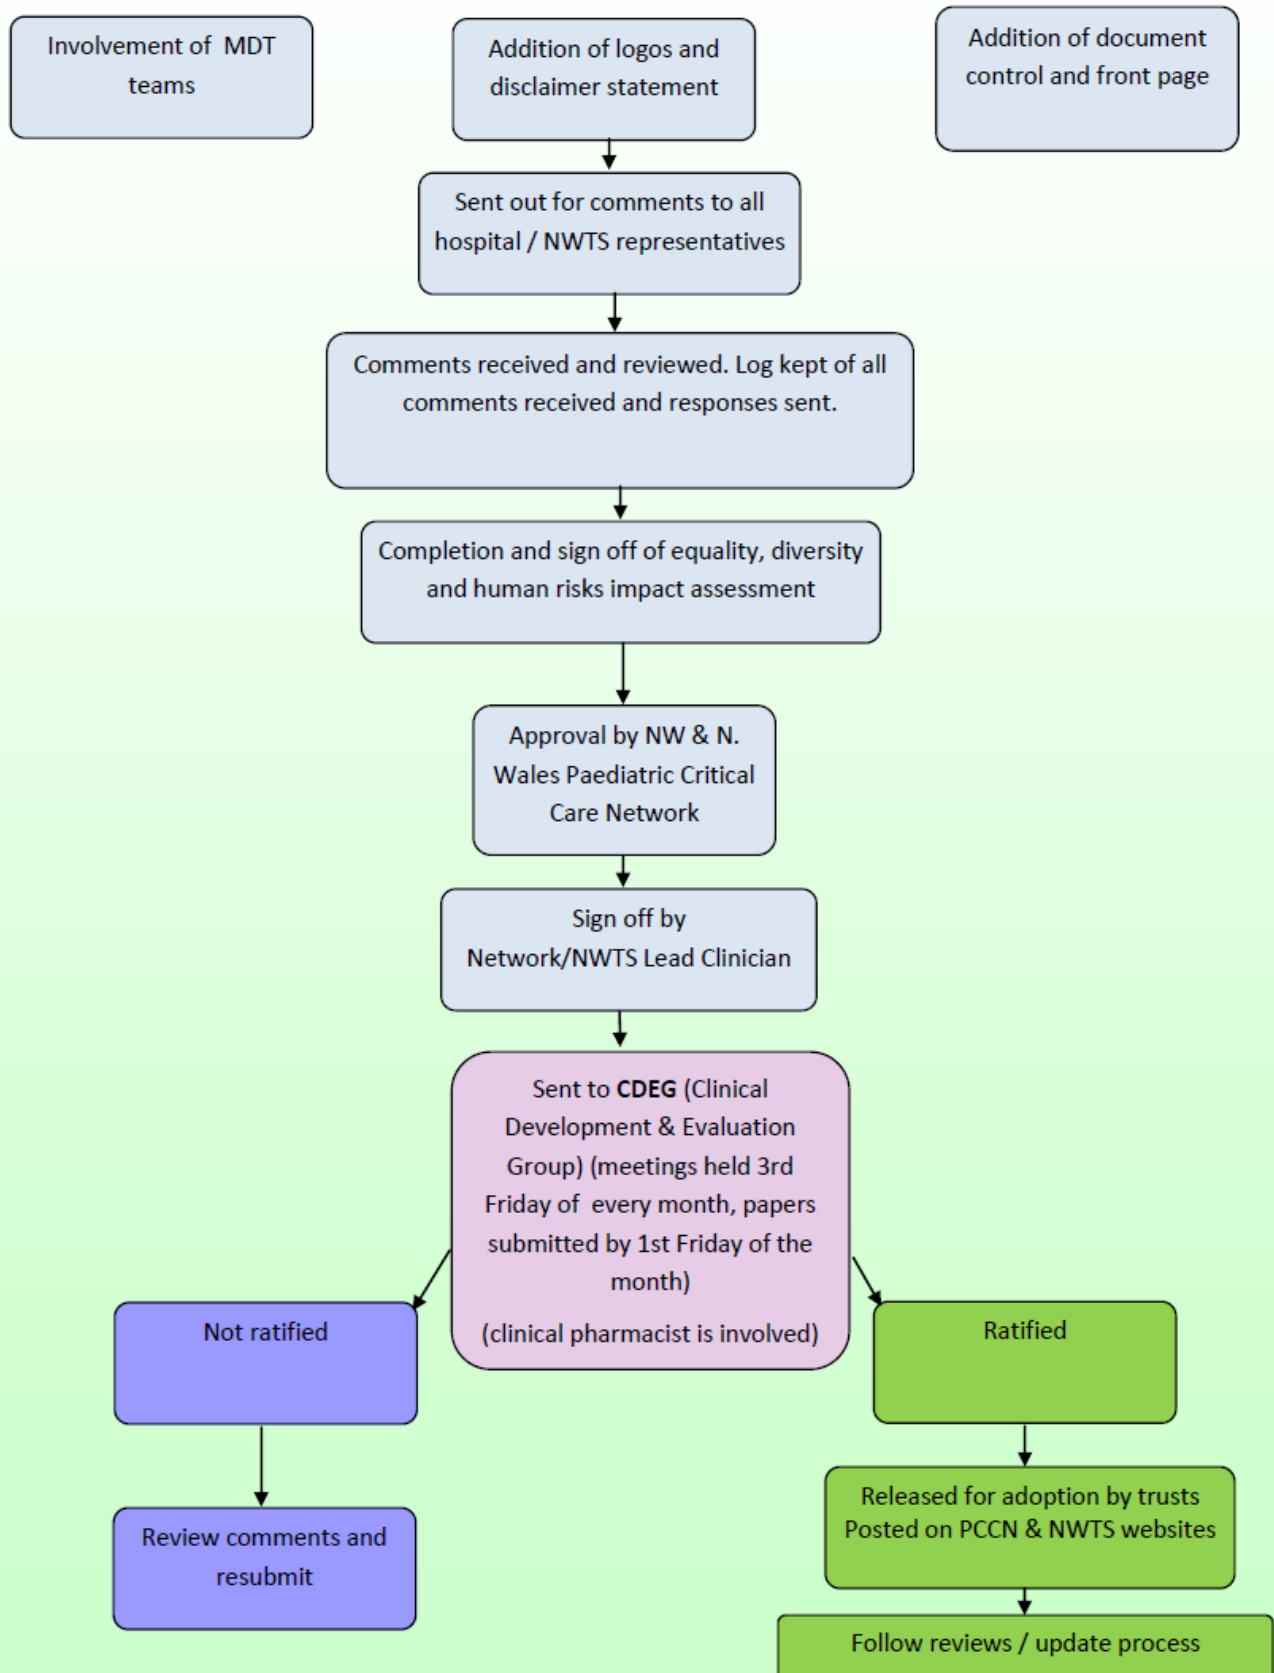 Involvement of MDT
teams
Addition of logos and
disclaimer statement
Addition of document
control and front page
Sent out for comments to all
hospital / NWTS representatives
Comments received and reviewed. Log kept of all
comments received and responses sent.
Completion and sign off of equality, diversity
and human risks impact assessment
Approval by NW & N.
Wales Paediatric Critical
Care Network
Sign off by
Network/NWTS Lead Clinician
Sent to CDEG (Clinical
Development & Evaluation
Group) (meetings held 3rd
Friday of every month, papers
submitted by 1st Friday of the
month)
(clinical pharmacist is involved)
Not ratified
Ratified
Review comments and
resubmit
Released for adoption by trusts
Posted on PCCN & NWTS websites
Follow reviews / update process